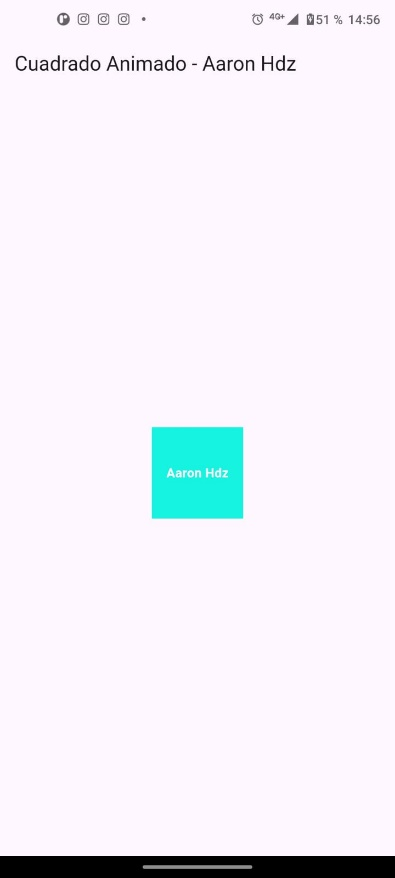 4G+ 51 % 14:56
Cuadrado Animado - Aaron Hdz
Aaron Hdz